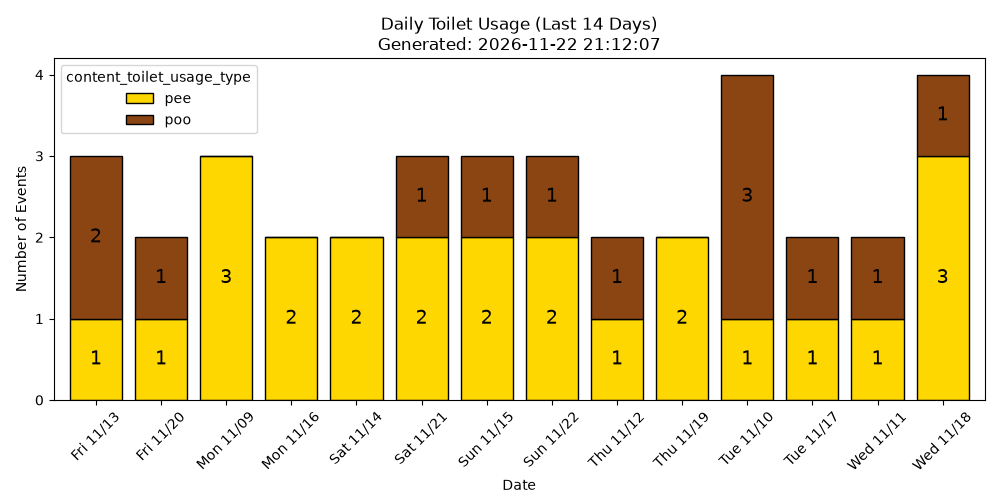 Daily Toilet Usage (Last 14 Days)
Generated: 2026-11-22 21:12:07
content_toilet_usage_type
pee
poo
Number of Events
4
3
2
1
0
2
1
1
1
3
2
2
1
2
1
2
1
2
1
1
2
3
1
1
1
1
1
1
3
Fri 11/13
Fri 11/20
Mon 11/09
Mon 11/16
Sat 11/14
Sat 11/21
Sun 11/15
Sun 11/22
Thu 11/12
Thu 11/19
Tue 11/10
Tue 11/17
Wed 11/11
Wed 11/18
Date